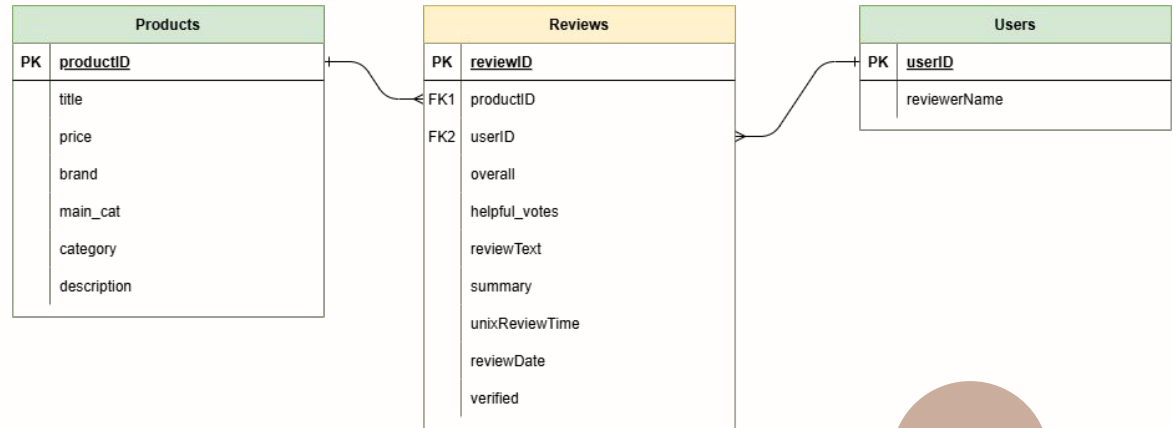 Products
PK productID
title
price
brand
main_cat
category
description
Reviews
PK reviewID
FK1 productID
FK2 userID
overall
helpful_votes
reviewText
summary
unixReviewTime
reviewDate
verified
Users
PK userID
reviewerName